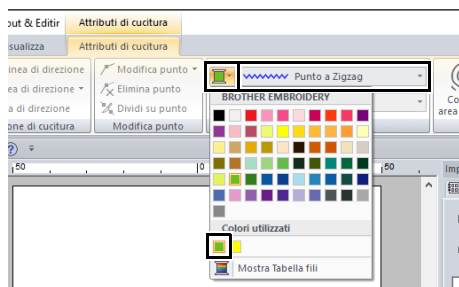 out & Editir Attributi di cucitura
sualizza Attributi di cucitura
inea di direzione Modifica punto
ea di direzione Elimina punto
a di direzione Dividi su punto
one di cucitura Modifica punto
Punto a Zigzag
Co
area
BROTHER EMBROIDERY
50 0 50
Imp
Colori utilizzati
Mostra Tabella fili